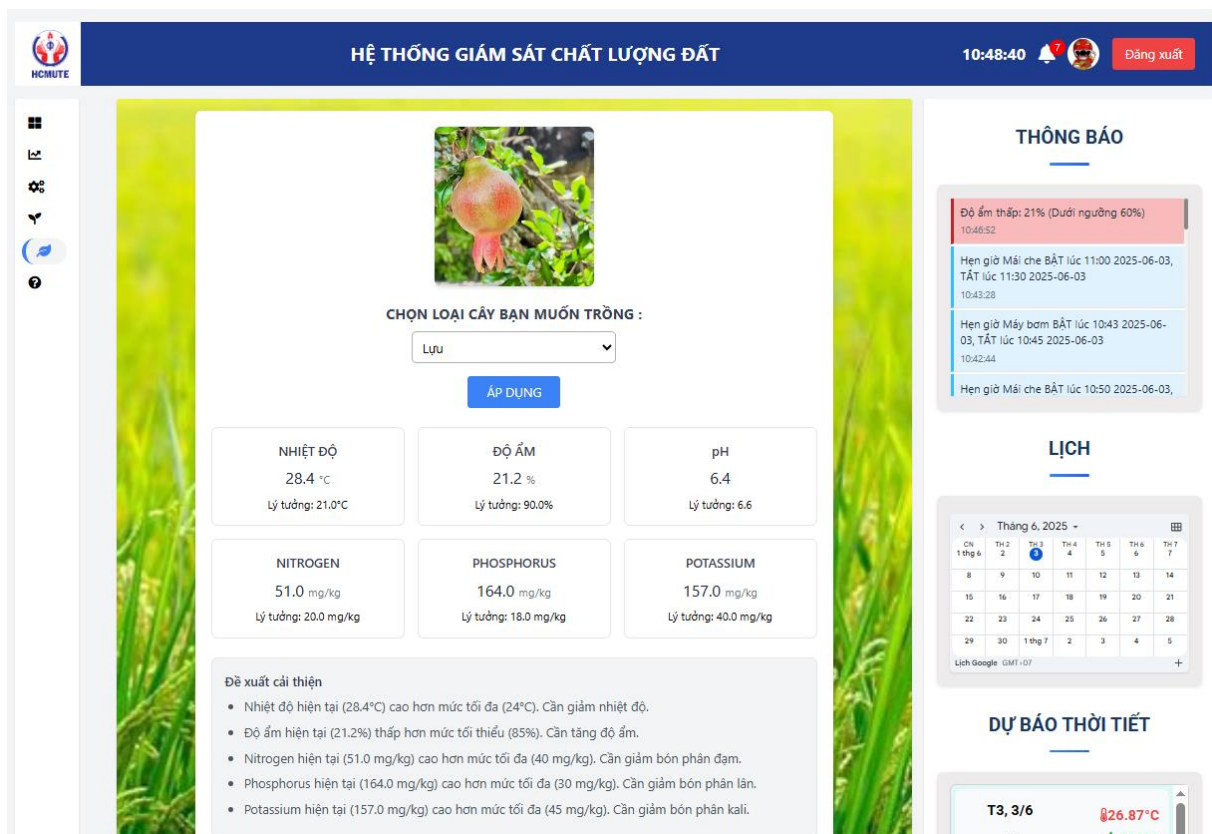 HCMUTE
HỆ THỐNG GIÁM SÁT CHẤT LƯỢNG ĐẤT
10:48:40
7
Đăng xuất
CHỌN LOẠI CÂY BẠN MUỐN TRỒNG :
Lựu
ÁP DỤNG
NHIỆT ĐỘ
28.4 °C
Lý tưởng: 21.0°C
ĐỘ ẨM
21.2 %
Lý tưởng: 90.0%
pH
6.4
Lý tưởng: 6.6
NITROGEN
51.0 mg/kg
Lý tưởng: 20.0 mg/kg
PHOSPHORUS
164.0 mg/kg
Lý tưởng: 18.0 mg/kg
POTASSIUM
157.0 mg/kg
Lý tưởng: 40.0 mg/kg
Đề xuất cải thiện
Nhiệt độ hiện tại (28.4°C) cao hơn mức tối đa (24°C). Cần giảm nhiệt độ.
Độ ẩm hiện tại (21.2%) thấp hơn mức tối thiểu (85%). Cần tăng độ ẩm.
Nitrogen hiện tại (51.0 mg/kg) cao hơn mức tối đa (40 mg/kg). Cần giảm bón phân đạm.
Phosphorus hiện tại (164.0 mg/kg) cao hơn mức tối đa (30 mg/kg). Cần giảm bón phân lân.
Potassium hiện tại (157.0 mg/kg) cao hơn mức tối đa (45 mg/kg). Cần giảm bón phân kali.
THÔNG BÁO
Độ ẩm thấp: 21% (Dưới ngưỡng 60%)
10:46:52
Hẹn giờ Mái che BẬT lúc 11:00 2025-06-03,
TẮT lúc 11:30 2025-06-03
10:43:28
Hẹn giờ Máy bơm BẬT lúc 10:43 2025-06-
03, TẮT lúc 10:45 2025-06-03
10:42:44
Hẹn giờ Mái che BẬT lúc 10:50 2025-06-03,
LỊCH
Tháng 6, 2025
CN TH 2 TH 3 TH 4 TH 5 TH 6 TH 7
1 thg 6 2 3 4 5 6 7
8 9 10 11 12 13 14
15 16 17 18 19 20 21
22 23 24 25 26 27 28
29 30 1 thg 7 2 3 4 5
Lịch Google GMT+07
DỰ BÁO THỜI TIẾT
T3, 3/6
26.87°C